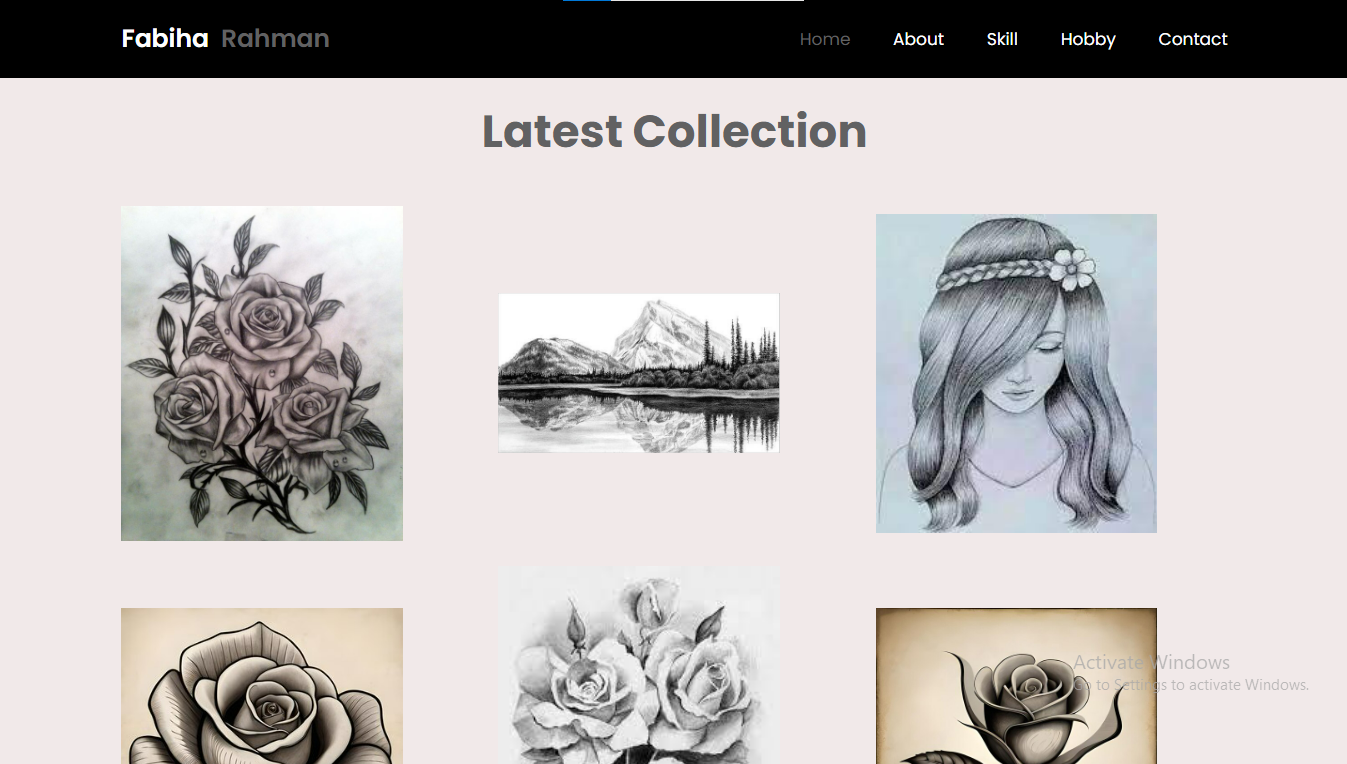 Fabiha Rahman
Home About Skill Hobby Contact
Latest Collection
Activate Windows
Go to Settings to activate Windows.